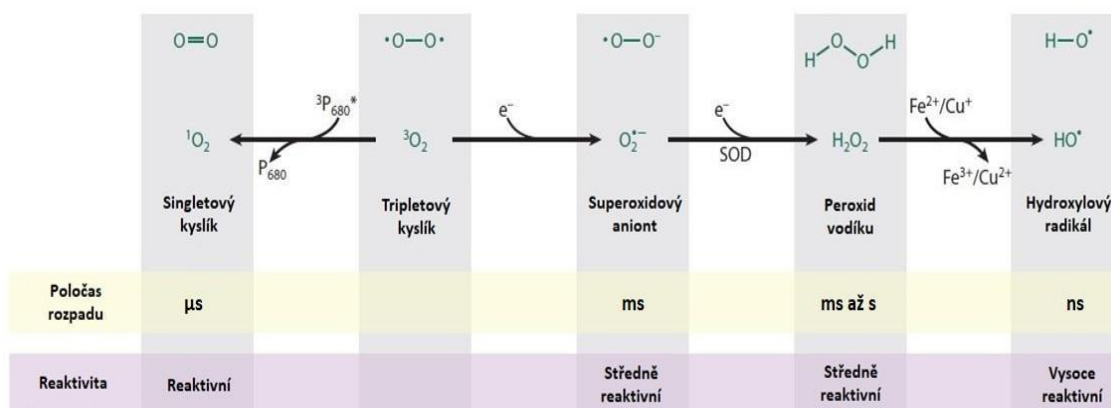 O=O
•O—O•
•O—O⁻
H O O H
H—O•
³P₆₈₀*
e⁻
e⁻
Fe²⁺/Cu⁺
¹O₂
³O₂
O₂•⁻
H₂O₂
HO•
P₆₈₀
SOD
Fe³⁺/Cu²⁺
Singletový
kyslík
Tripletový
kyslík
Superoxidový
aniont
Peroxid
vodíku
Hydroxylový
radikál
Poločas
rozpadu
µs
ms
ms až s
ns
Reaktivita
Reaktivní
Středně
reaktivní
Středně
reaktivní
Vysoce
reaktivní